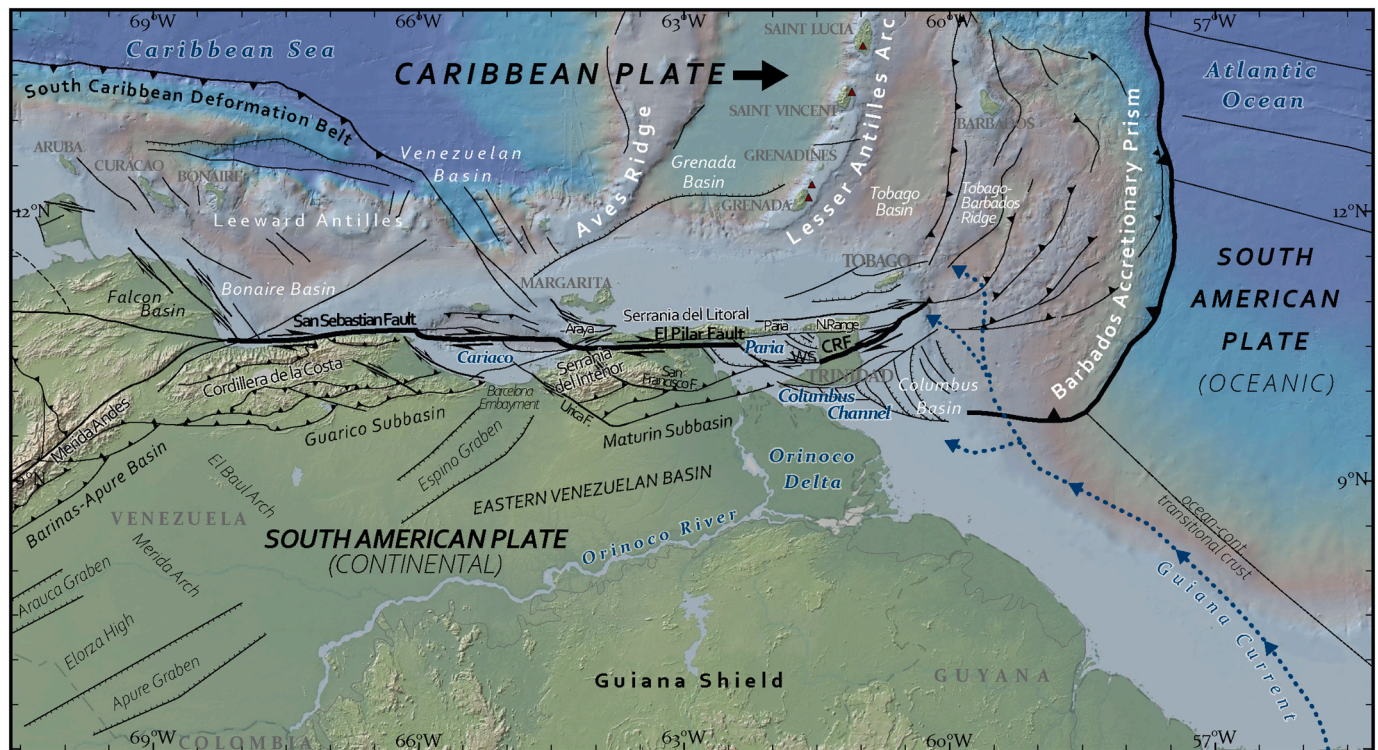 69°W
66°W
63°W
60°W
57°W
Caribbean Sea
SAINT LUCIA
CARIBBEAN PLATE
Atlantic
Ocean
South Caribbean Deformation Belt
SAINT VINCENT
BARBADOS
ARUBA
CURACAO
BONAIRE
Venezuelan
Basin
Aves Ridge
Grenada
Basin
GRENADINES
GRENADA
Lesser Antilles Arc
Tobago
Basin
Tobago-
Barbados
Ridge
Barbados Accretionary Prism
12°N
12°N
Leeward Antilles
SOUTH
AMERICAN
PLATE
(OCEANIC)
Falcon
Basin
Bonaire Basin
MARGARITA
TOBAGO
San Sebastian Fault
Serrania del Litoral
Araya
El Pilar Fault
Paria
N.Range
Cariaco
Paria
WS
CRF
Cordillera de la Costa
Serrania
del Interior
San
Francisco F.
TRINIDAD
Columbus
Basin
Barcelona
Embayment
Urica F.
Columbus
Channel
Merida Andes
Guarico Subbasin
Maturin Subbasin
9°N
9°N
Barinas-Apure Basin
El Baul Arch
Espino Graben
EASTERN VENEZUELAN BASIN
Orinoco
Delta
ocean-cont
transitional crust
VENEZUELA
SOUTH AMERICAN PLATE
(CONTINENTAL)
Orinoco River
Merida Arch
Arauca Graben
Elorza High
Apure Graben
Guiana Current
Guiana Shield
GUYANA
COLOMBIA
69°W
66°W
63°W
60°W
57°W